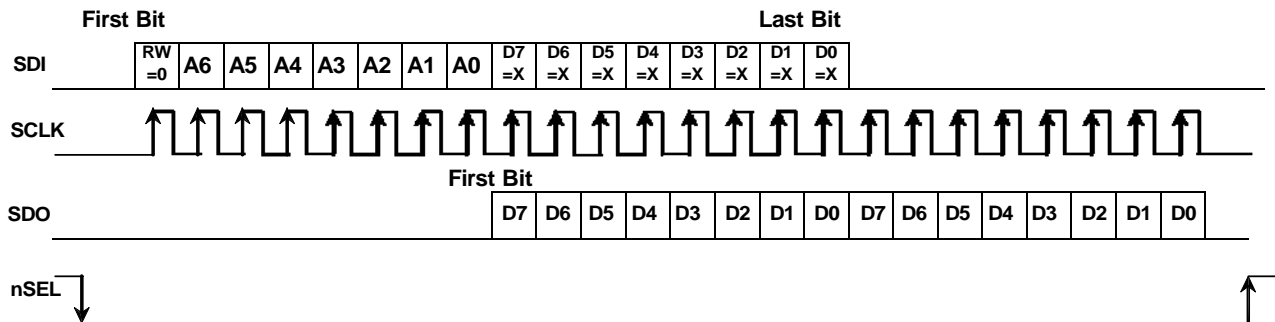 First Bit Last Bit
SDI RW =0 A6 A5 A4 A3 A2 A1 A0 D7 =X D6 =X D5 =X D4 =X D3 =X D2 =X D1 =X D0 =X
SCLK
First Bit
SDO D7 D6 D5 D4 D3 D2 D1 D0 D7 D6 D5 D4 D3 D2 D1 D0
nSEL